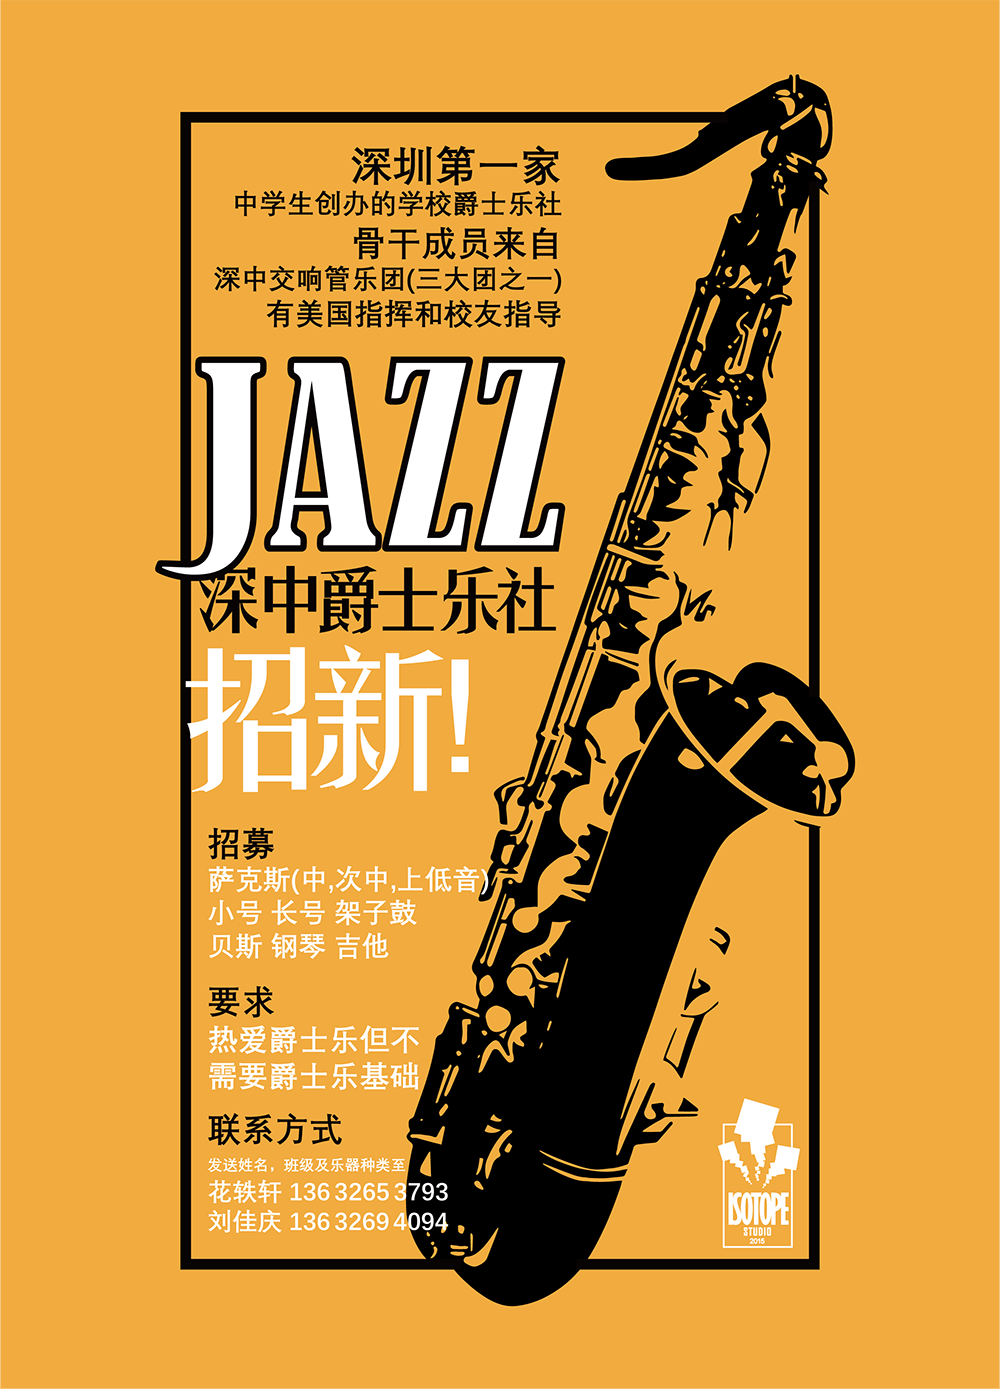 深圳第一家
中学生创办的学校爵士乐社
骨干成员来自
深中交响管乐团(三大团之一)
有美国指挥和校友指导
JAZZ
深中爵士乐社
招新!
招募
萨克斯(中,次中,上低音)
小号 长号 架子鼓
贝斯 钢琴 吉他
要求
热爱爵士乐但不
需要爵士乐基础
联系方式
发送姓名，班级及乐器种类至
花轶轩 136 3265 3793
刘佳庆 136 3269 4094
ISOTOPE
STUDIO
2015